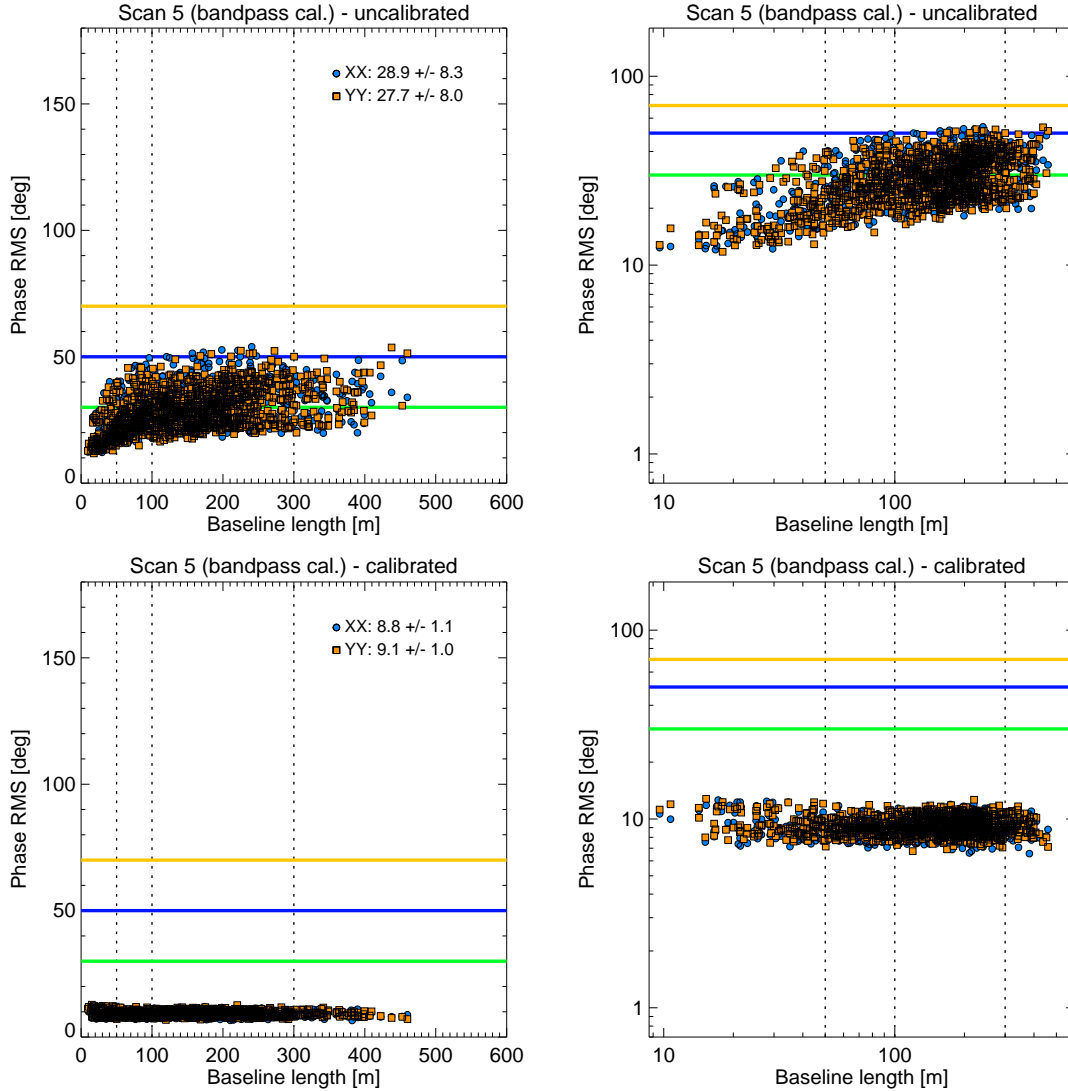 Scan 5 (bandpass cal.) - uncalibrated
150
100
50
0
Phase RMS [deg]
XX: 28.9 +/- 8.3
YY: 27.7 +/- 8.0
0 100 200 300 400 500 600
Baseline length [m]
Scan 5 (bandpass cal.) - uncalibrated
100
10
1
Phase RMS [deg]
10 100
Baseline length [m]
Scan 5 (bandpass cal.) - calibrated
150
100
50
0
Phase RMS [deg]
XX: 8.8 +/- 1.1
YY: 9.1 +/- 1.0
0 100 200 300 400 500 600
Baseline length [m]
Scan 5 (bandpass cal.) - calibrated
100
10
1
Phase RMS [deg]
10 100
Baseline length [m]